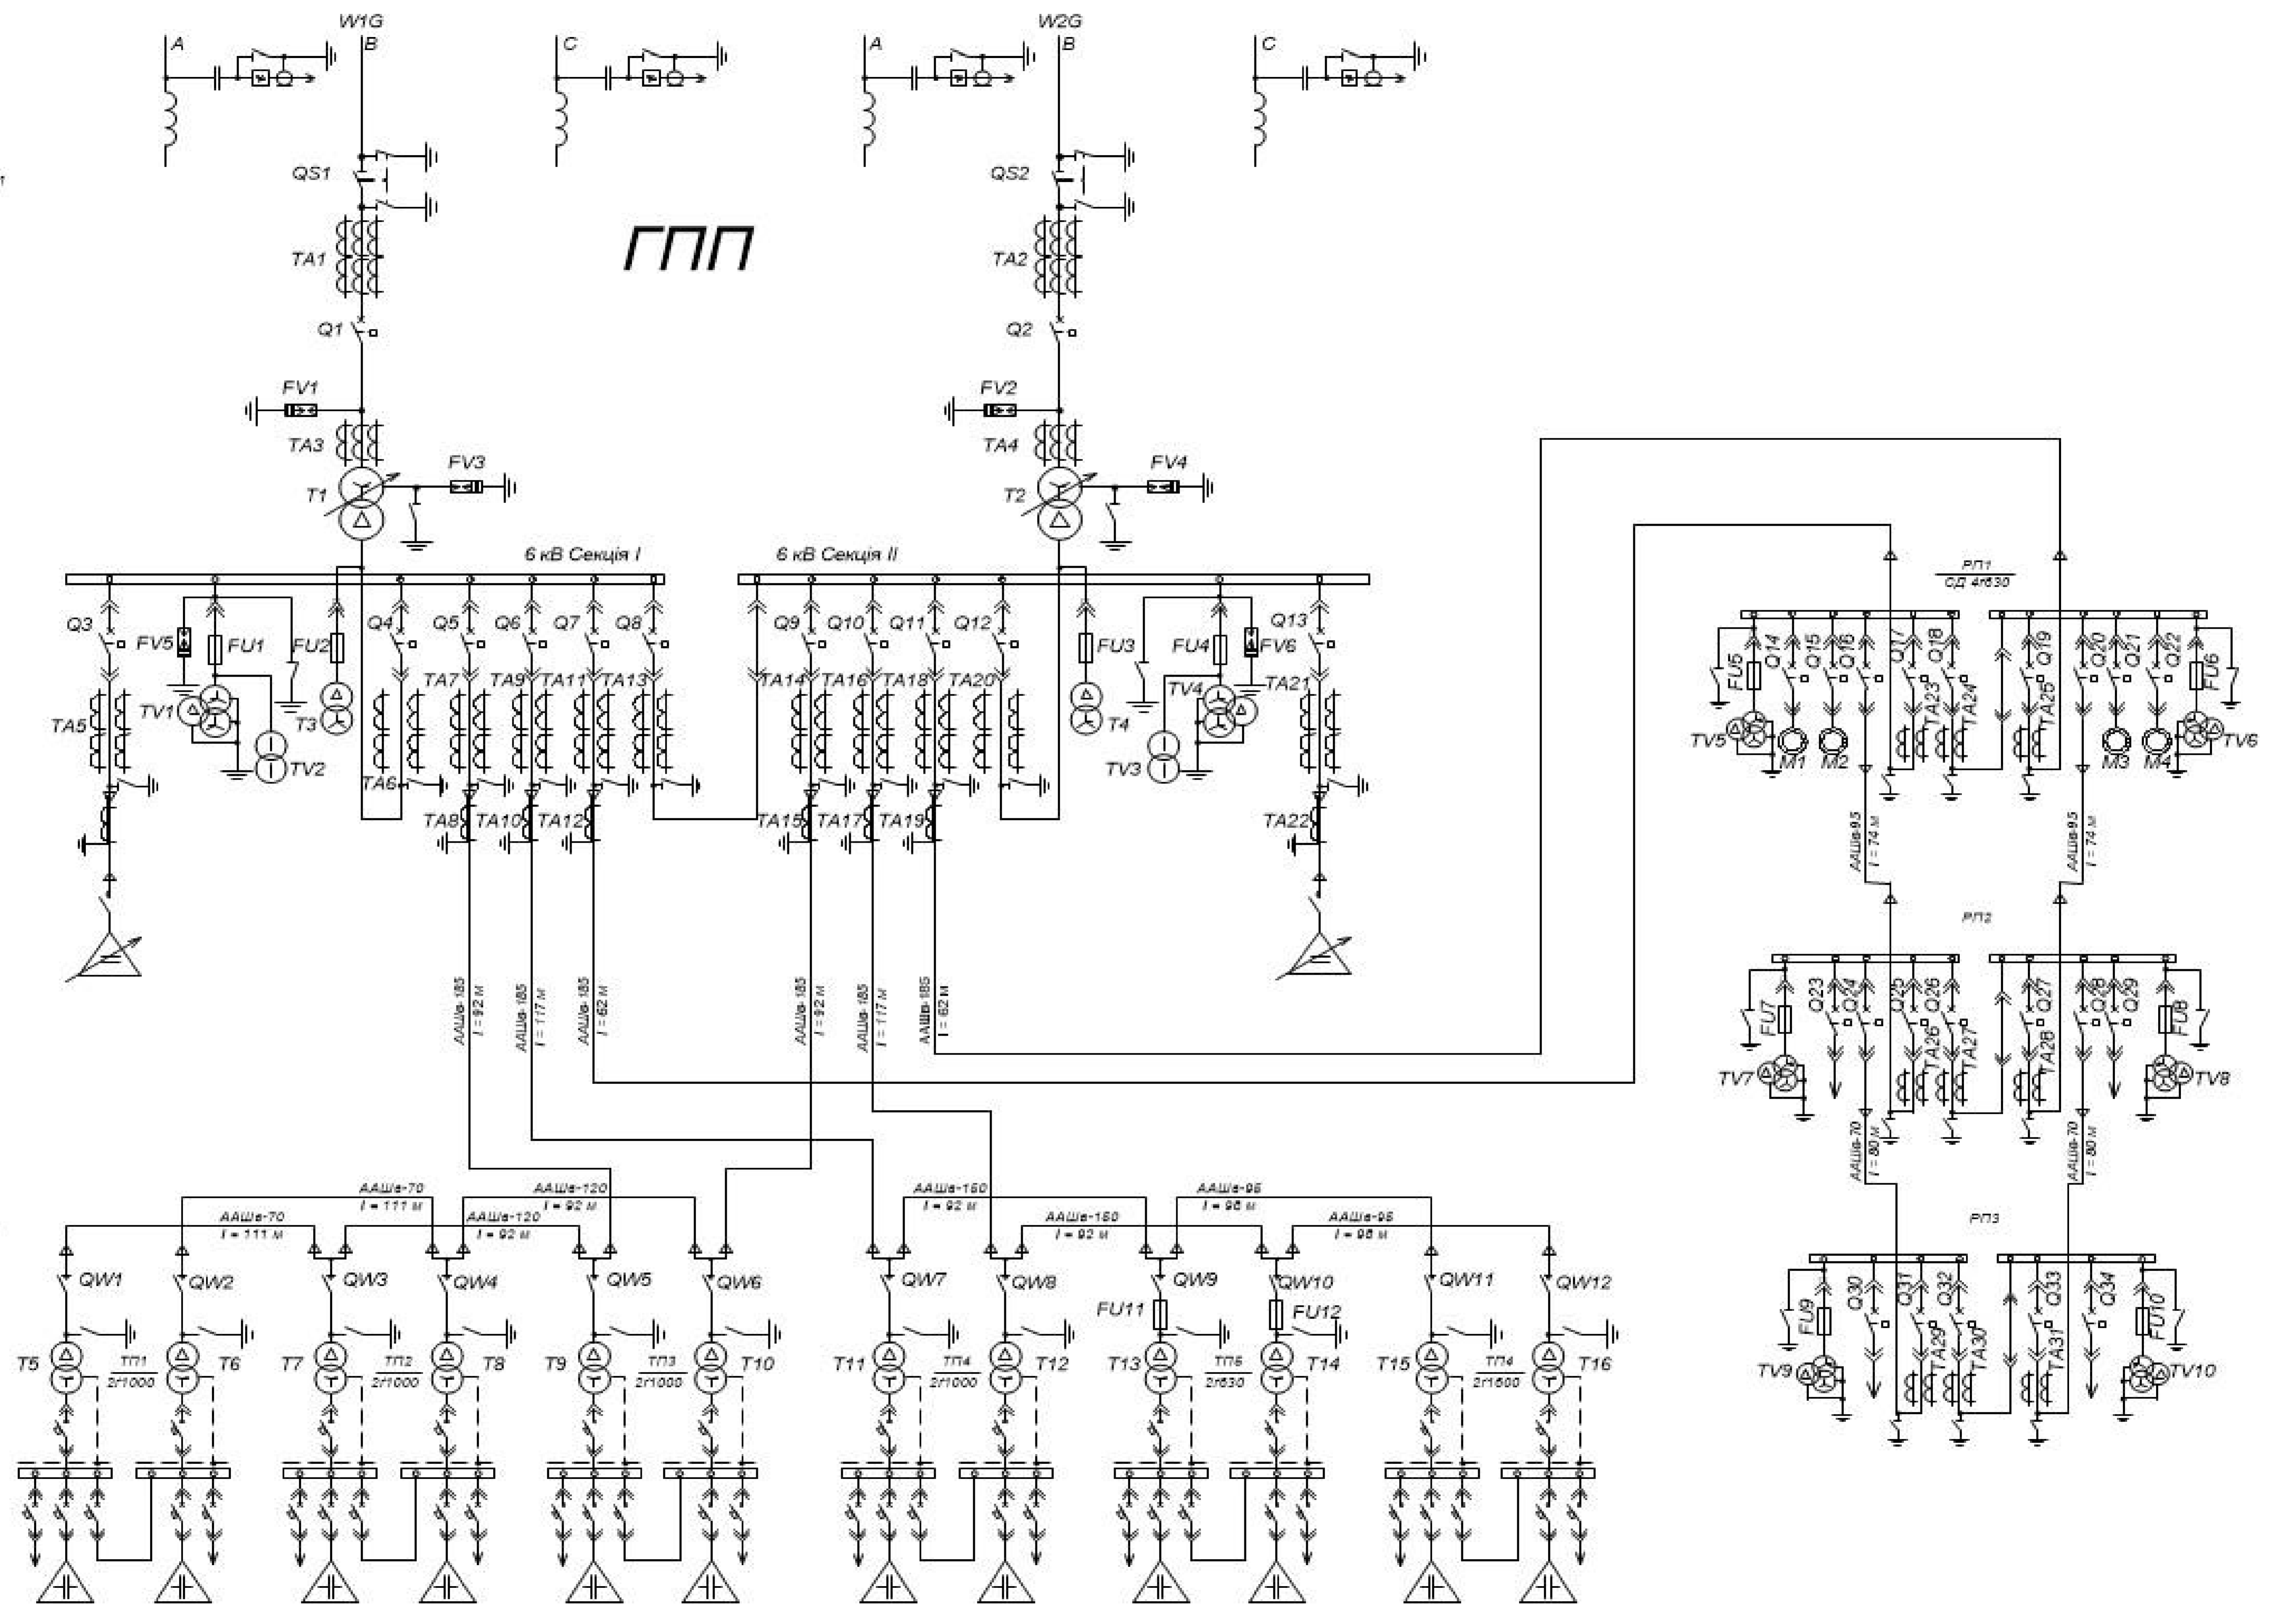 W1G
W2G
A
B
C
A
B
C
QS1
QS2
ГПП
TA1
TA2
Q1
Q2
FV1
FV2
TA3
TA4
FV3
FV4
T1
T2
6 кВ Секція I
6 кВ Секція II
РП1
СД 4г630
Q3
FV5
FU1
FU2
Q4
Q5
Q6
Q7
Q8
Q9
Q10
Q11
Q12
FU3
FU4
FV6
Q13
FU5
Q14
Q15
Q16
Q17
Q18
Q19
Q20
Q21
Q22
FU6
TA5
TV1
TV2
T3
TA6
TA7
TA9
TA11
TA13
TA14
TA16
TA18
TA20
T4
TV3
TV4
TA21
TV5
M1
M2
TA23
TA24
TA25
M3
M4
TV6
TA8
TA10
TA12
TA15
TA17
TA19
TA22
ААШв-95
l = 74 м
ААШв-95
l = 74 м
РП2
ААШв-185
l = 92 м
ААШв-185
l = 117 м
ААШв-185
l = 62 м
ААШв-185
l = 92 м
ААШв-185
l = 117 м
ААШв-185
l = 62 м
FU7
Q23
Q24
Q25
Q26
Q27
Q28
Q29
FU8
TV7
TA26
TA27
TA28
TV8
ААШв-70
l = 80 м
ААШв-70
l = 80 м
РП3
ААШв-70
l = 111 м
ААШв-120
l = 92 м
ААШв-150
l = 92 м
ААШв-95
l = 96 м
ААШв-70
l = 111 м
ААШв-120
l = 92 м
ААШв-150
l = 92 м
ААШв-95
l = 96 м
QW1
QW2
QW3
QW4
QW5
QW6
QW7
QW8
QW9
QW10
QW11
QW12
FU11
FU12
FU9
Q30
Q31
Q32
Q33
Q34
FU10
TV9
TA29
TA30
TA31
TV10
T5
ТП1
2г1000
T6
T7
ТП2
2г1000
T8
T9
ТП3
2г1000
T10
T11
ТП4
2г1000
T12
T13
ТП5
2г630
T14
T15
ТП4
2г1600
T16